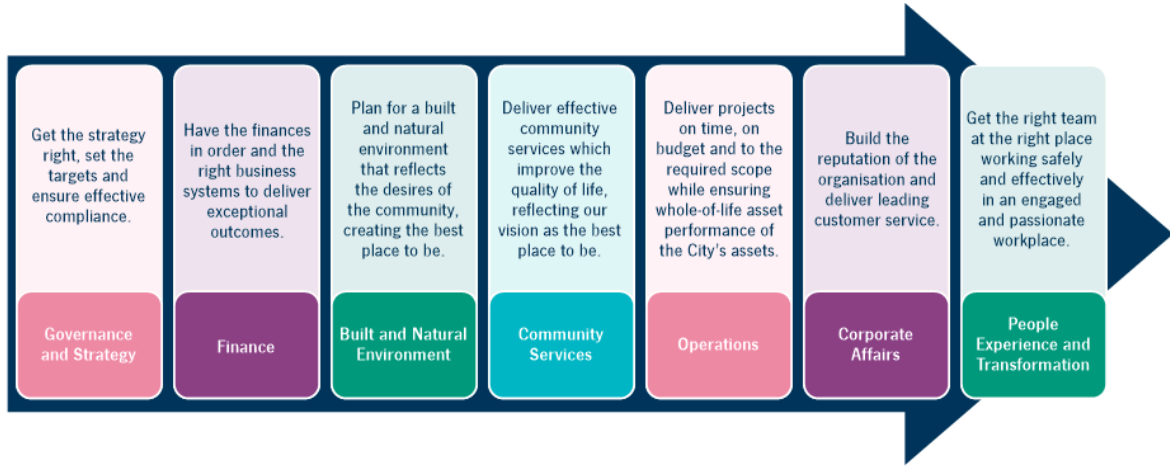 Get the strategy
right, set the
targets and
ensure effective
compliance.
Governance
and Strategy
Have the finances
in order and the
right business
systems to deliver
exceptional
outcomes.
Finance
Plan for a built
and natural
environment
that reflects
the desires of
the community,
creating the best
place to be.
Built and Natural
Environment
Deliver effective
community
services which
improve the
quality of life,
reflecting our
vision as the best
place to be.
Community
Services
Deliver projects
on time, on
budget and to the
required scope
while ensuring
whole-of-life asset
performance of
the City's assets.
Operations
Build the
reputation of the
organisation and
deliver leading
customer service.
Corporate
Affairs
Get the right team
at the right place
working safely
and effectively
in an engaged
and passionate
workplace.
People
Experience and
Transformation